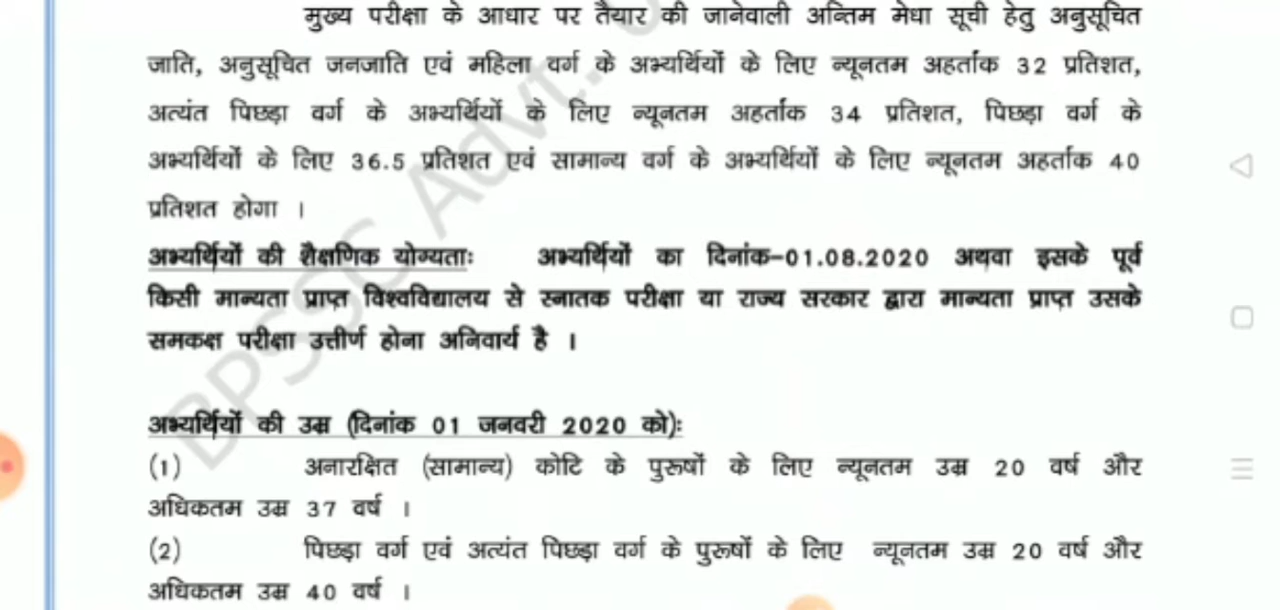 मुख्य परीक्षा के आधार पर तैयार की जानेवाली अन्तिम मेधा सूची हेतु अनुसूचित
जाति, अनुसूचित जनजाति एवं महिला वर्ग के अभ्यर्थियों के लिए न्यूनतम अहर्तांक 32 प्रतिशत,
अत्यंत पिछड़ा वर्ग के अभ्यर्थियों के लिए न्यूनतम अहर्तांक 34 प्रतिशत, पिछड़ा वर्ग के
अभ्यर्थियों के लिए 36.5 प्रतिशत एवं सामान्य वर्ग के अभ्यर्थियों के लिए न्यूनतम अहर्तांक 40
प्रतिशत होगा ।
अभ्यर्थियों की शैक्षणिक योग्यताः अभ्यर्थियों का दिनांक-01.08.2020 अथवा इसके पूर्व
किसी मान्यता प्राप्त विश्वविद्यालय से स्नातक परीक्षा या राज्य सरकार द्वारा मान्यता प्राप्त उसके
समकक्ष परीक्षा उत्तीर्ण होना अनिवार्य है ।
अभ्यर्थियों की उम्र (दिनांक 01 जनवरी 2020 को):
(1) अनारक्षित (सामान्य) कोटि के पुरूषों के लिए न्यूनतम उम्र 20 वर्ष और
अधिकतम उम्र 37 वर्ष ।
(2) पिछड़ा वर्ग एवं अत्यंत पिछड़ा वर्ग के पुरूषों के लिए न्यूनतम उम्र 20 वर्ष और
अधिकतम उम्र 40 वर्ष ।
BPSSC Advt.